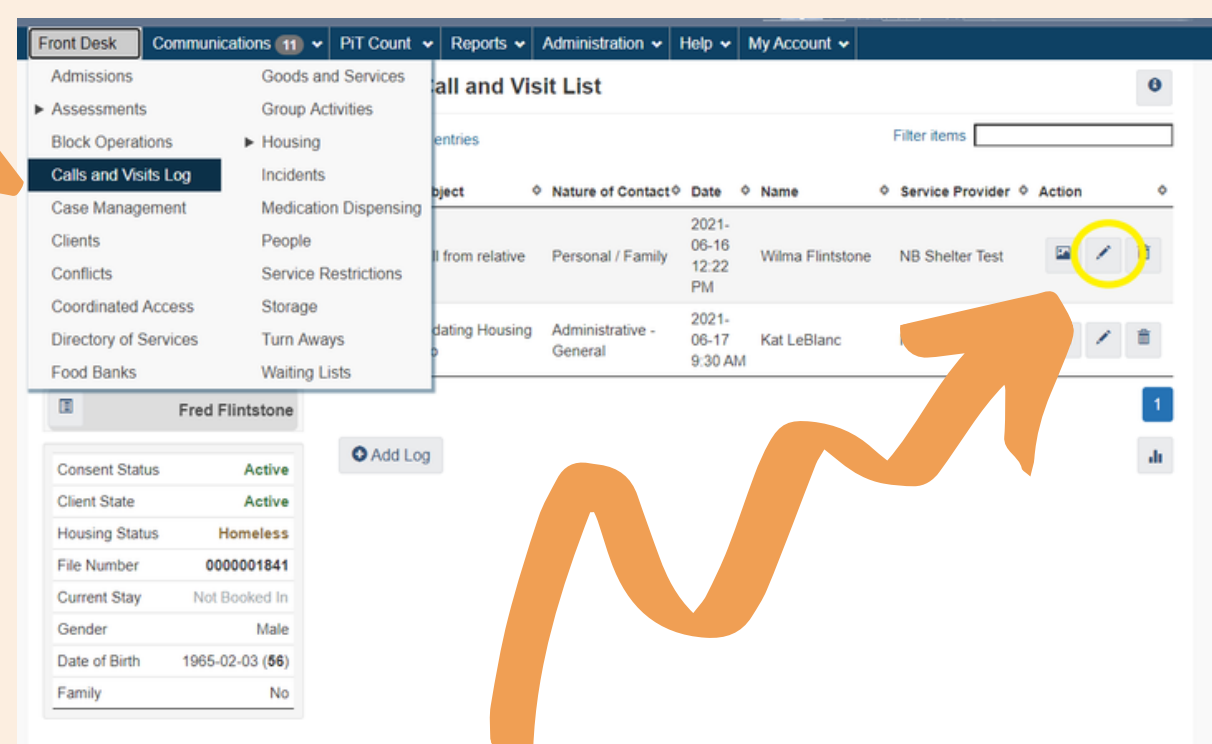 Front Desk Communications 11 PiT Count Reports Administration Help My Account
Admissions Goods and Services
Assessments Group Activities
Block Operations Housing
Calls and Visits Log Incidents
Case Management Medication Dispensing
Clients People
Conflicts Service Restrictions
Coordinated Access Storage
Directory of Services Turn Aways
Food Banks Waiting Lists
all and Visit List
entries Filter items
bject Nature of Contact Date Name Service Provider Action
ll from relative Personal / Family 2021-
06-16
12:22
PM Wilma Flintstone NB Shelter Test
dating Housing Administrative -
General 2021-
06-17
9:30 AM Kat LeBlanc
1
Fred Flintstone
Add Log
Consent Status Active
Client State Active
Housing Status Homeless
File Number 0000001841
Current Stay Not Booked In
Gender Male
Date of Birth 1965-02-03 (56)
Family No